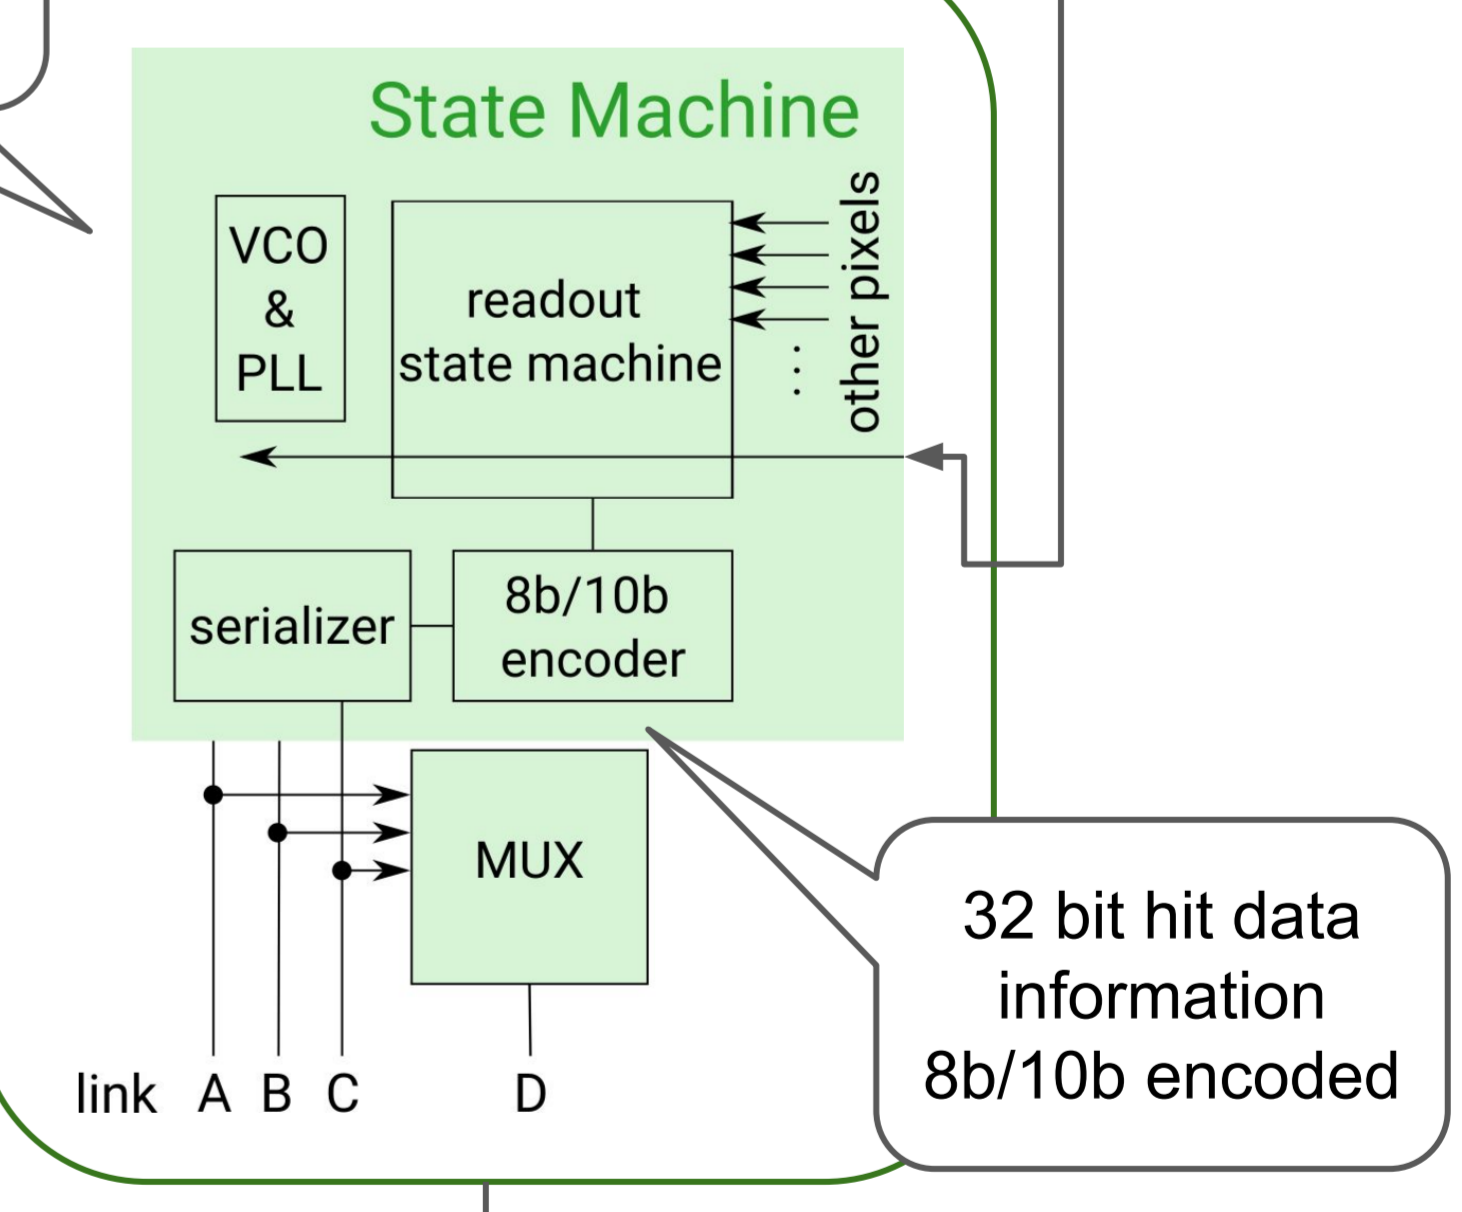 State Machine
VCO
&
PLL
readout
state machine
other pixels
serializer
8b/10b
encoder
MUX
32 bit hit data
information
8b/10b encoded
link A B C D